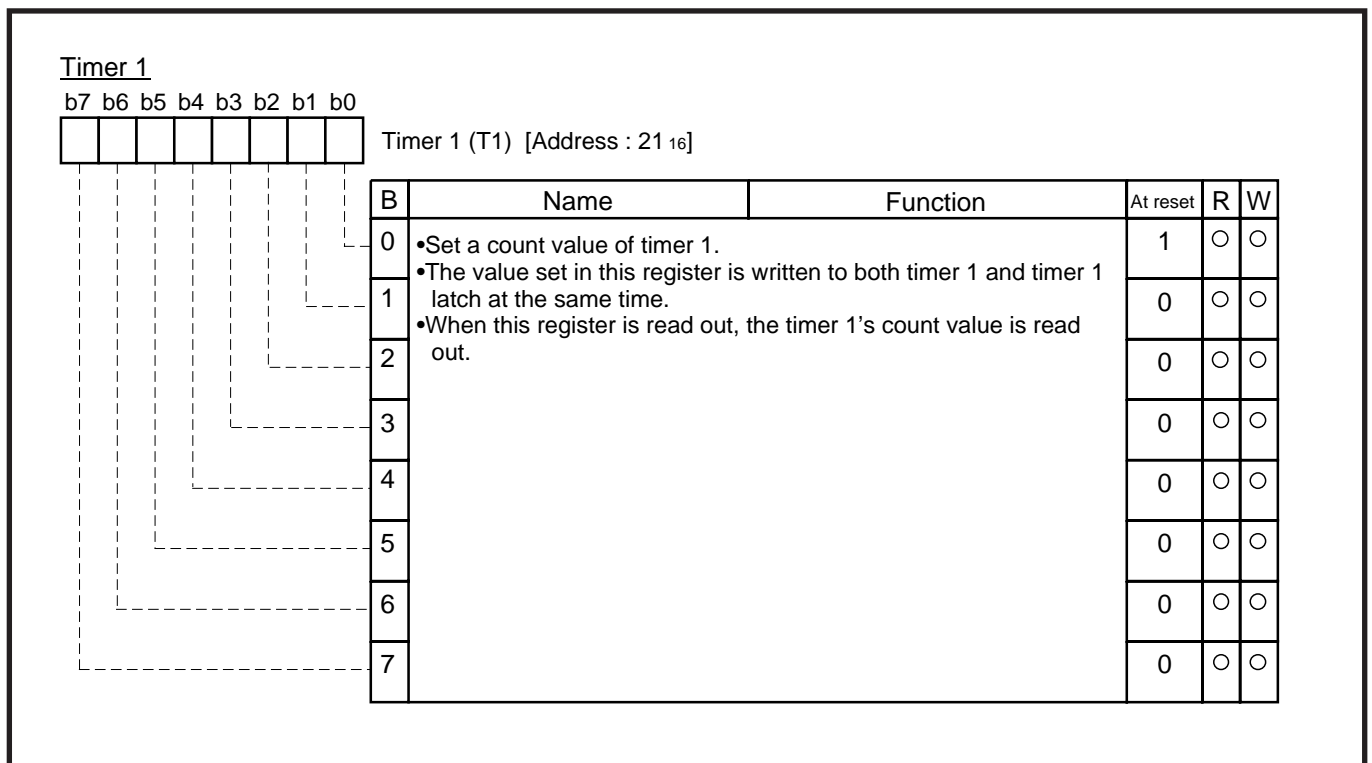 Timer 1
b7 b6 b5 b4 b3 b2 b1 b0
Timer 1 (T1) [Address : 21 16]
B Name Function At reset R W
0 •Set a count value of timer 1. 1 ○ ○
•The value set in this register is written to both timer 1 and timer 1
1 latch at the same time. 0 ○ ○
•When this register is read out, the timer 1’s count value is read
2 out. 0 ○ ○
3 0 ○ ○
4 0 ○ ○
5 0 ○ ○
6 0 ○ ○
7 0 ○ ○